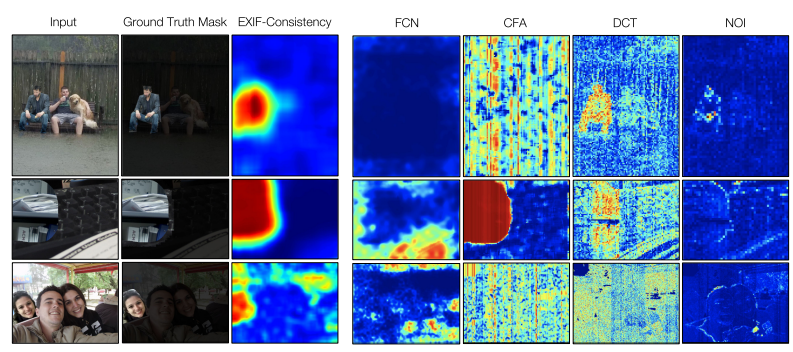 Input Ground Truth Mask EXIF-Consistency FCN CFA DCT NOI